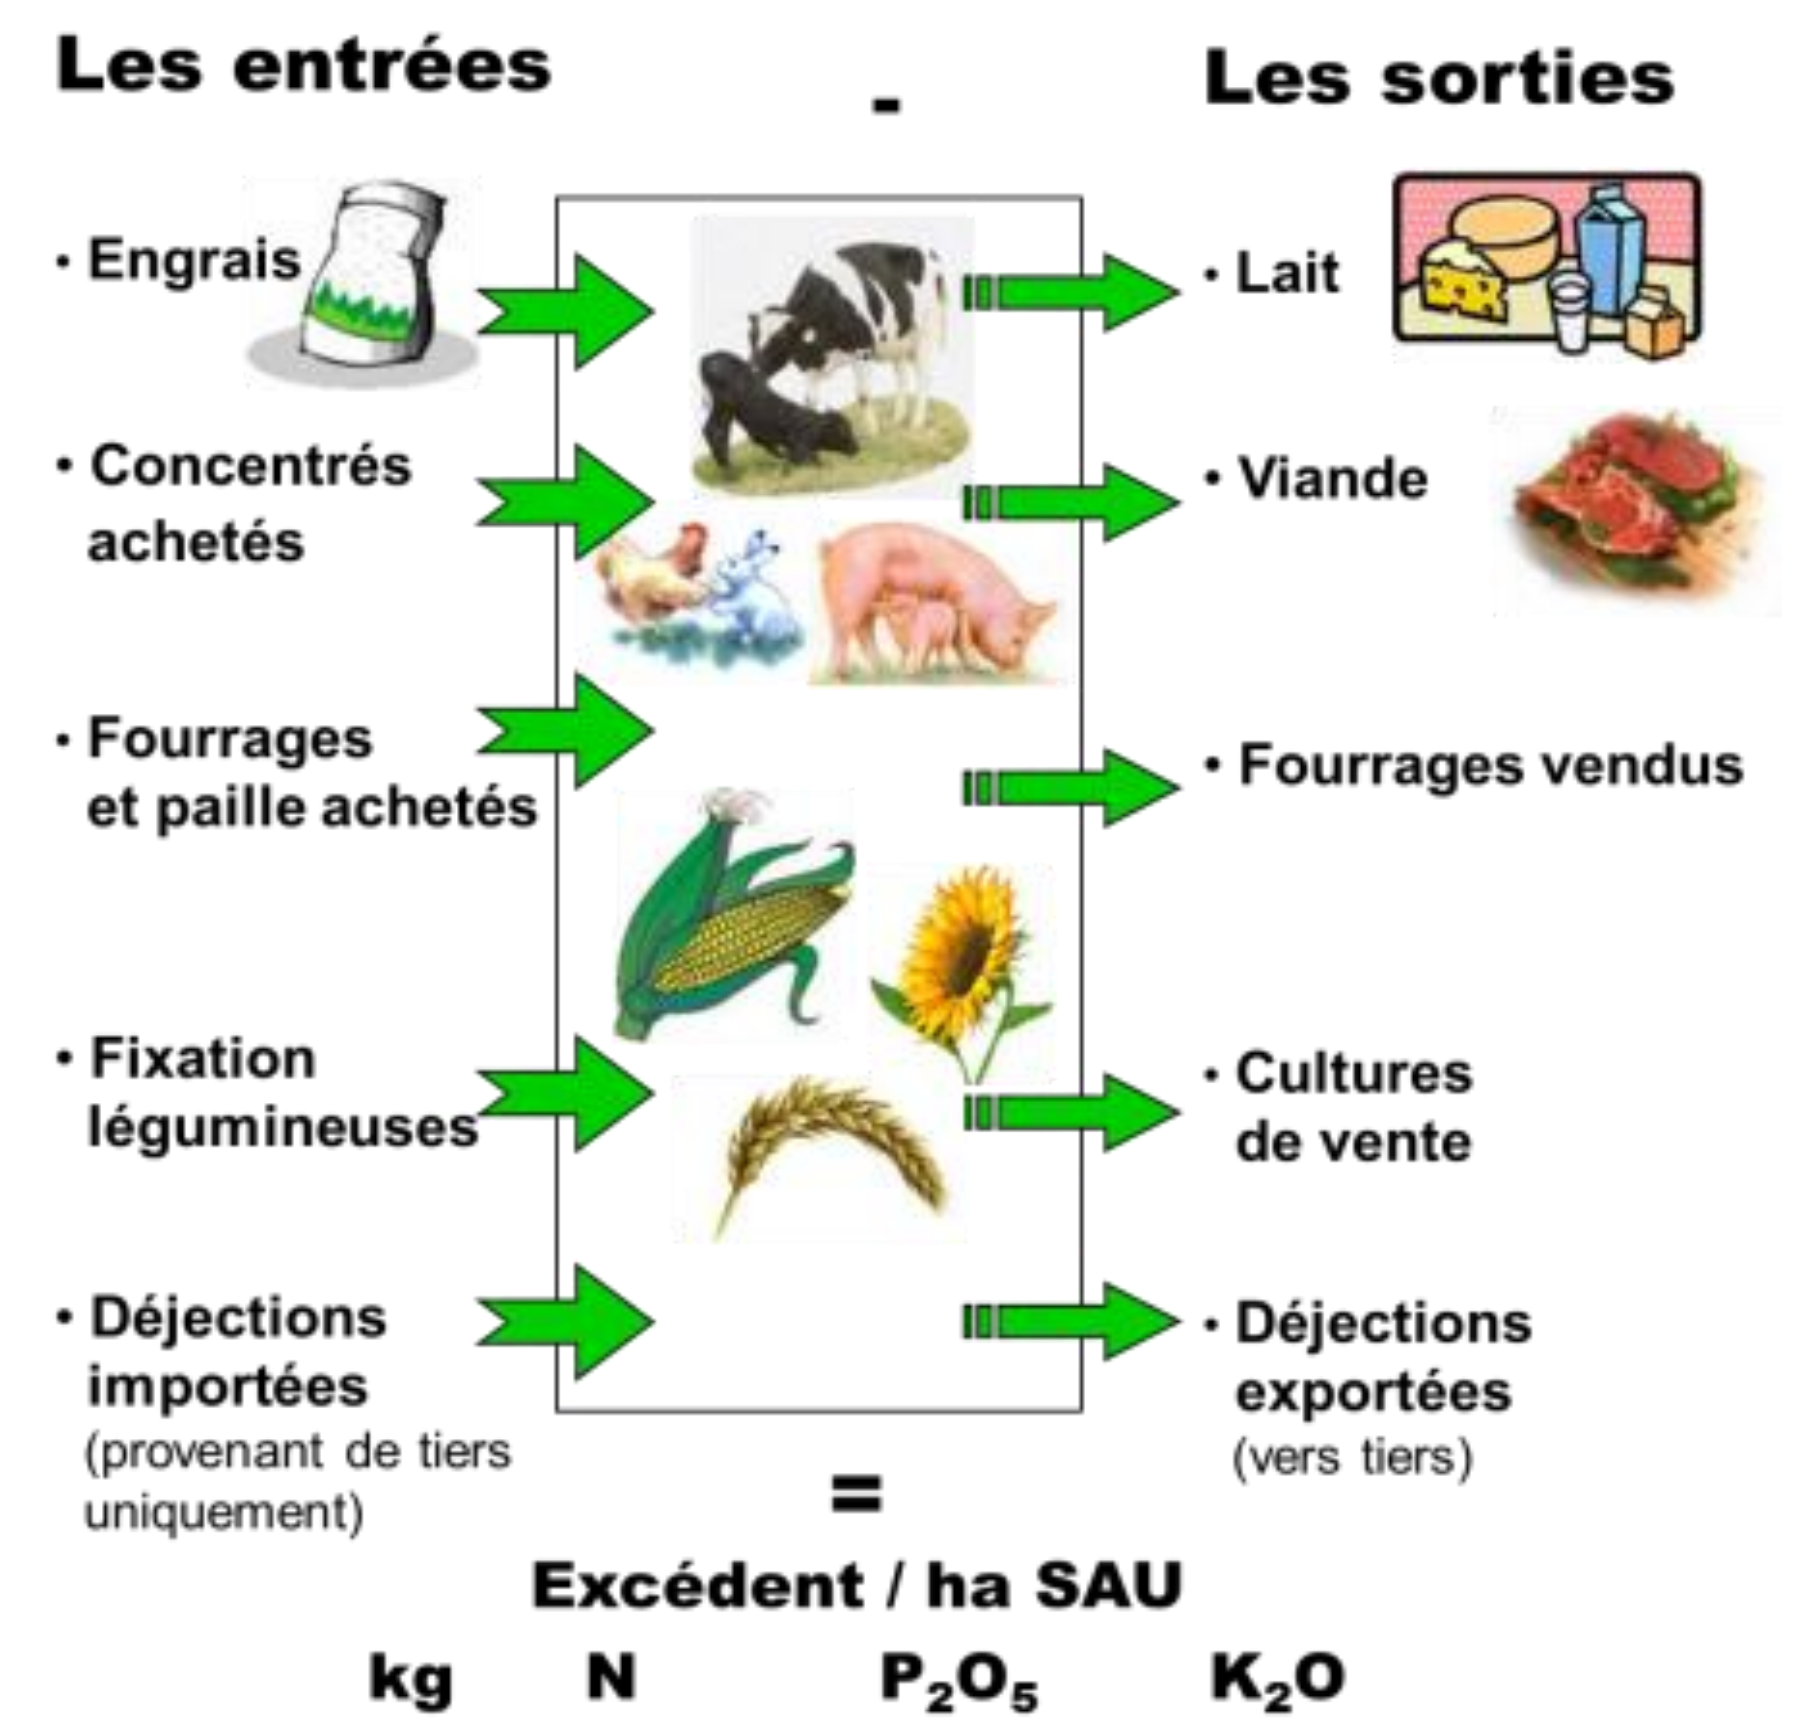 Les entrées
-
Les sorties
• Engrais
• Concentrés
achetés
• Fourrages
et paille achetés
• Fixation
légumineuses
• Déjections
importées
(provenant de tiers
uniquement)
• Lait
• Viande
• Fourrages vendus
• Cultures
de vente
• Déjections
exportées
(vers tiers)
=
Excédent / ha SAU
kg N P₂O₅ K₂O